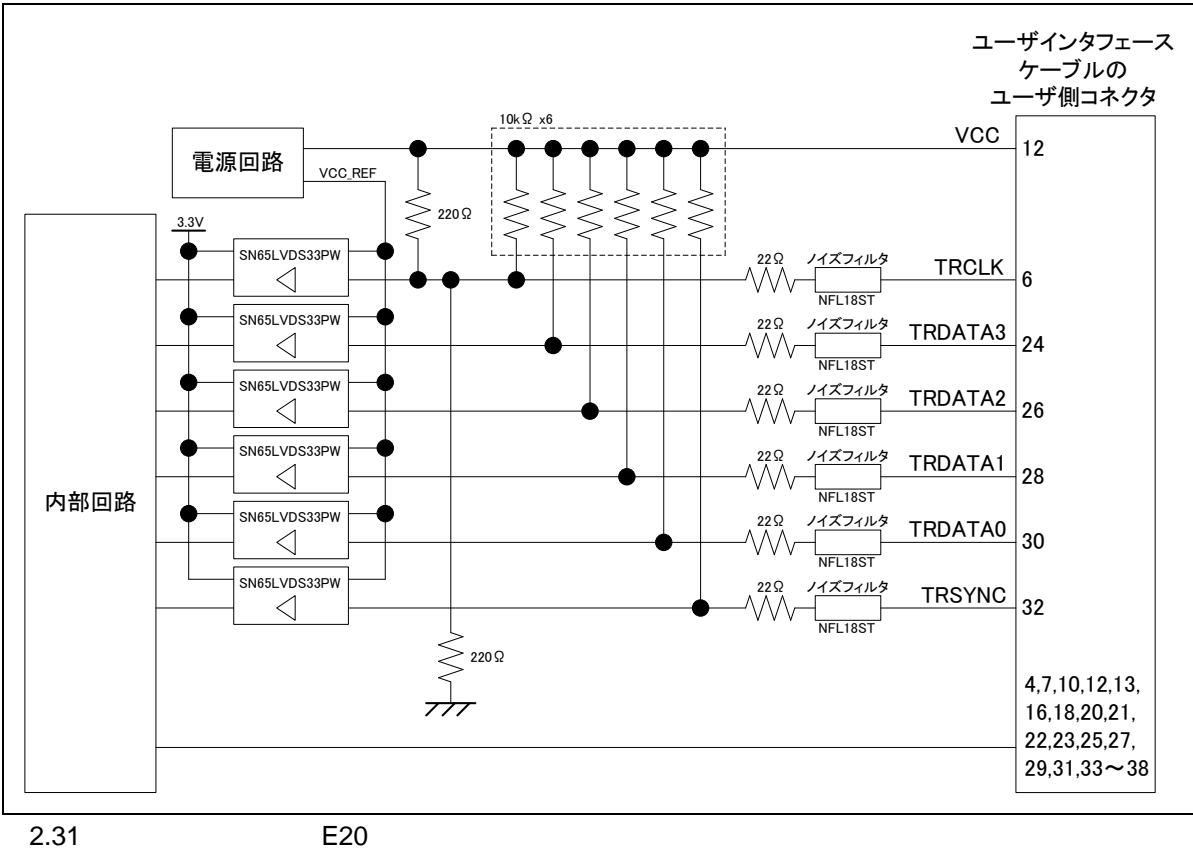 ユーザインタフェース
ケーブルの
ユーザ側コネクタ
10kΩ x6
VCC
12
電源回路
VCC_REF
220Ω
3.3V
SN65LVDS33PW
22Ω
ノイズフィルタ
NFL18ST
TRCLK
6
SN65LVDS33PW
22Ω
ノイズフィルタ
NFL18ST
TRDATA3
24
SN65LVDS33PW
22Ω
ノイズフィルタ
NFL18ST
TRDATA2
26
SN65LVDS33PW
22Ω
ノイズフィルタ
NFL18ST
TRDATA1
28
内部回路
SN65LVDS33PW
22Ω
ノイズフィルタ
NFL18ST
TRDATA0
30
SN65LVDS33PW
22Ω
ノイズフィルタ
NFL18ST
TRSYNC
32
220Ω
4,7,10,12,13,
16,18,20,21,
22,23,25,27,
29,31,33～38
2.31 E20